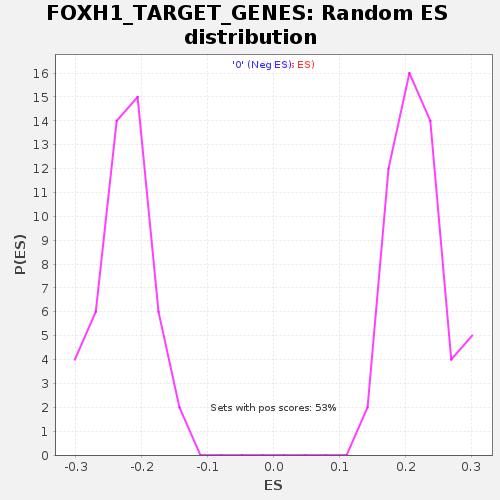 FOXH1_TARGET_GENES: Random ES
distribution
'0' (Neg ES); ES)
16
15
14
13
12
11
10
9
8
7
6
5
4
3
2
1
0
P(ES)
Sets with pos scores: 53%
-0.3 -0.2 -0.1 0.0 0.1 0.2 0.3
ES